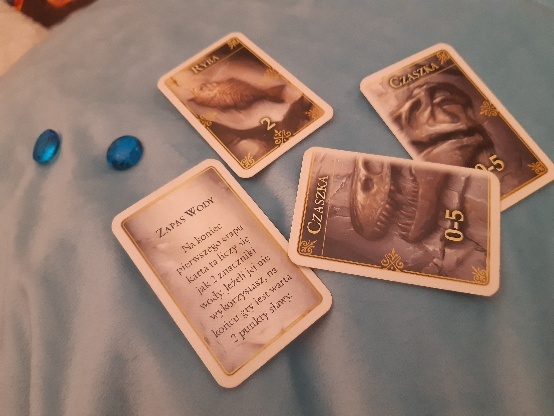 RYBA
2
CZASZKA
0-5
CZASZKA
0-5
ZAPAS WODY
Na koniec
pierwszego etapu
karta ta liczy się
jak 2 znaczniki
wody. Jeżeli jej nie
wykorzystasz, na
końcu gry jest warta
2 punkty sławy.